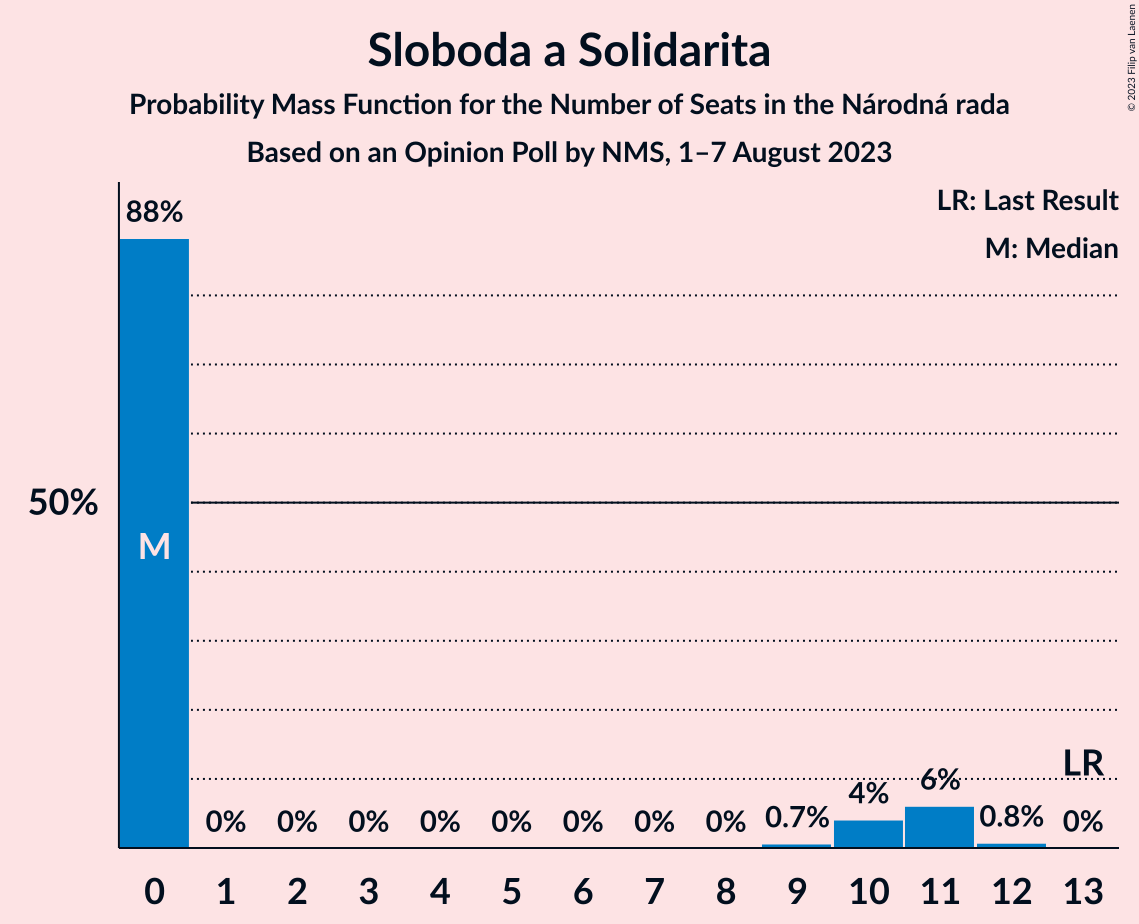 Sloboda a Solidarita
Probability Mass Function for the Number of Seats in the Národná rada
Based on an Opinion Poll by NMS, 1–7 August 2023
© 2023 Filip van Laenen
LR: Last Result
M: Median
88%
50%
M
LR
0% 0% 0% 0% 0% 0% 0% 0% 0.7% 4% 6% 0.8% 0%
0 1 2 3 4 5 6 7 8 9 10 11 12 13